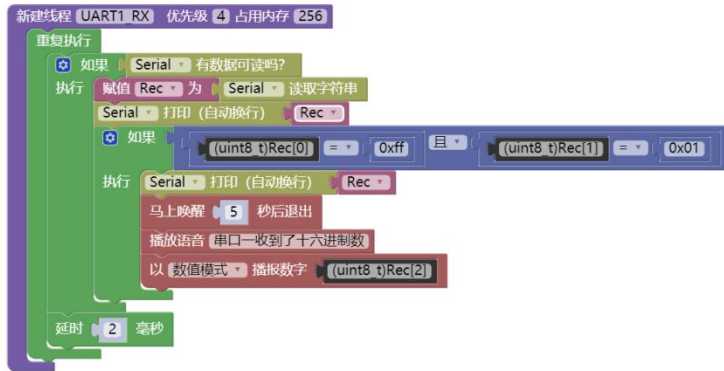 新建线程 UART1_RX 优先级 4 占用内存 256
重复执行
如果 Serial 有数据可读吗?
执行 赋值 Rec 为 Serial 读取字符串
Serial 打印 (自动换行) Rec
如果 (uint8_t)Rec[0] = 0xff 且 (uint8_t)Rec[1] = 0x01
执行 Serial 打印 (自动换行) Rec
马上唤醒 5 秒后退出
播放语音 串口一收到了十六进制数
以 数值模式 播报数字 (uint8_t)Rec[2]
延时 2 毫秒